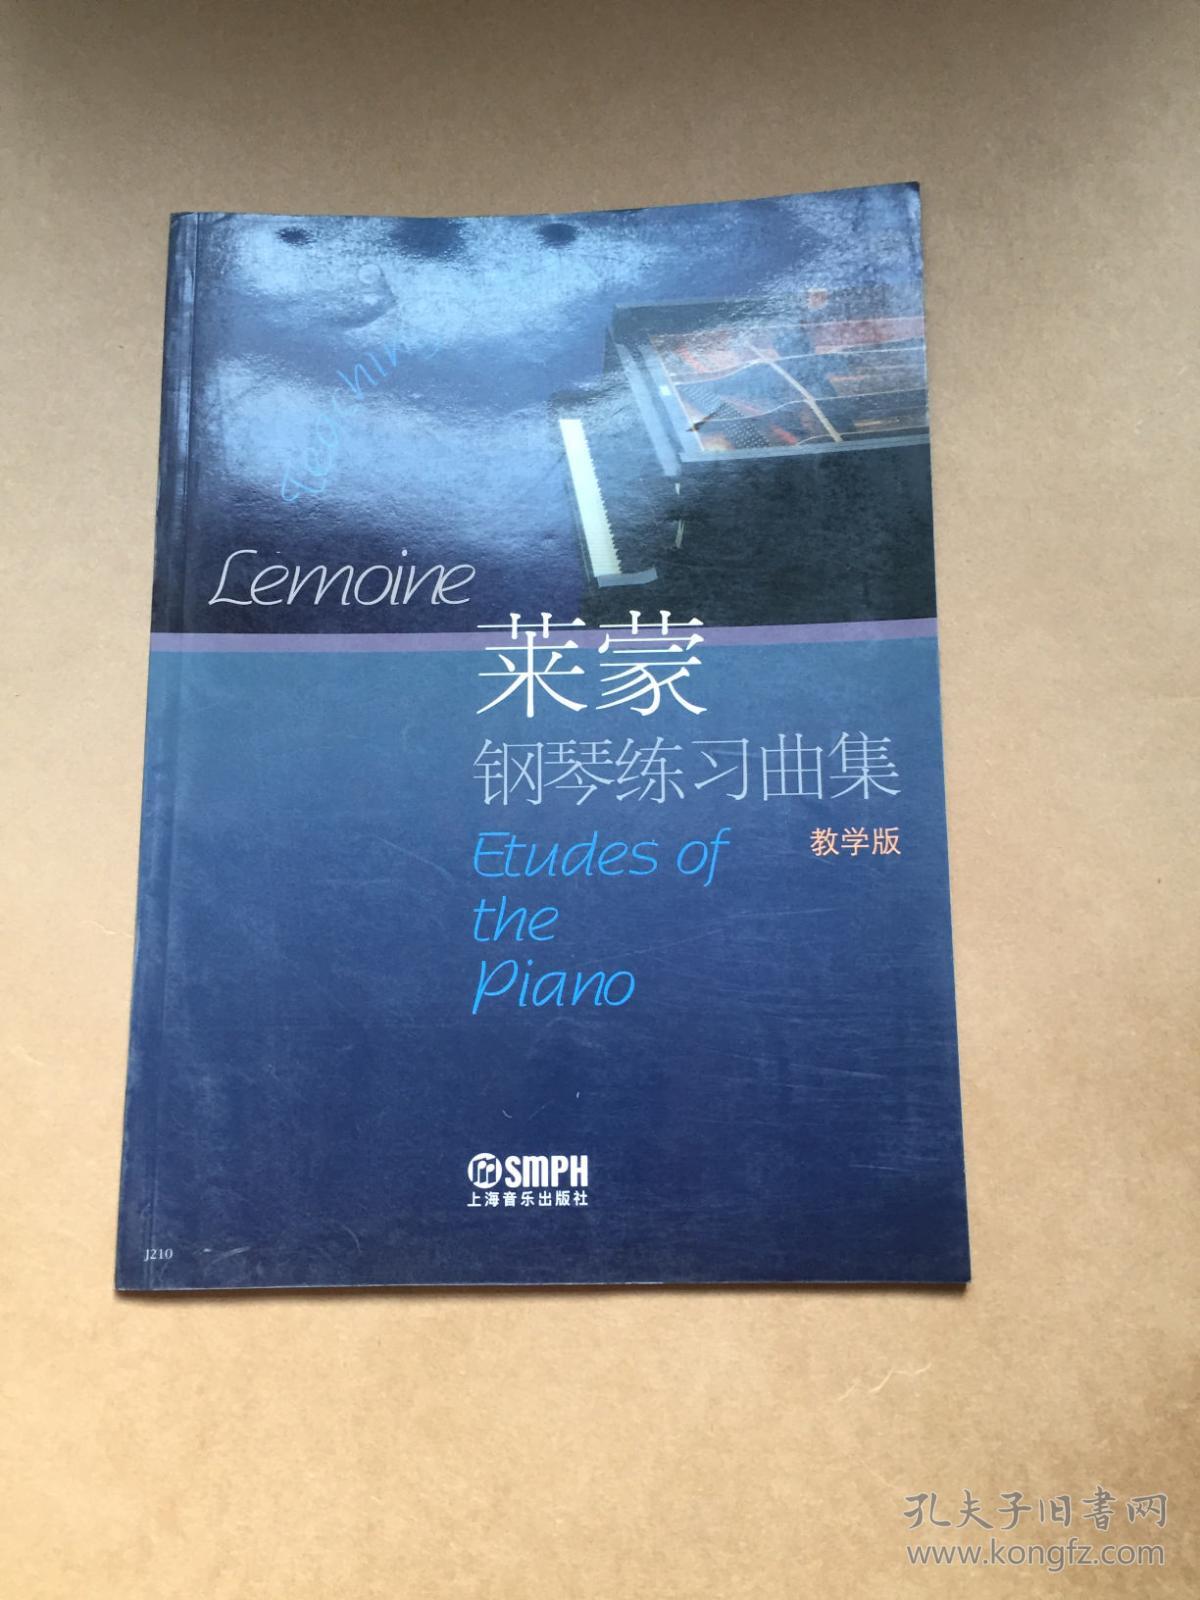 Teaching
Lemoine
莱蒙
钢琴练习曲集
Etudes of
教学版
the
Piano
SMPH
上海音乐出版社
J210
孔夫子旧书网
www.kongfz.com